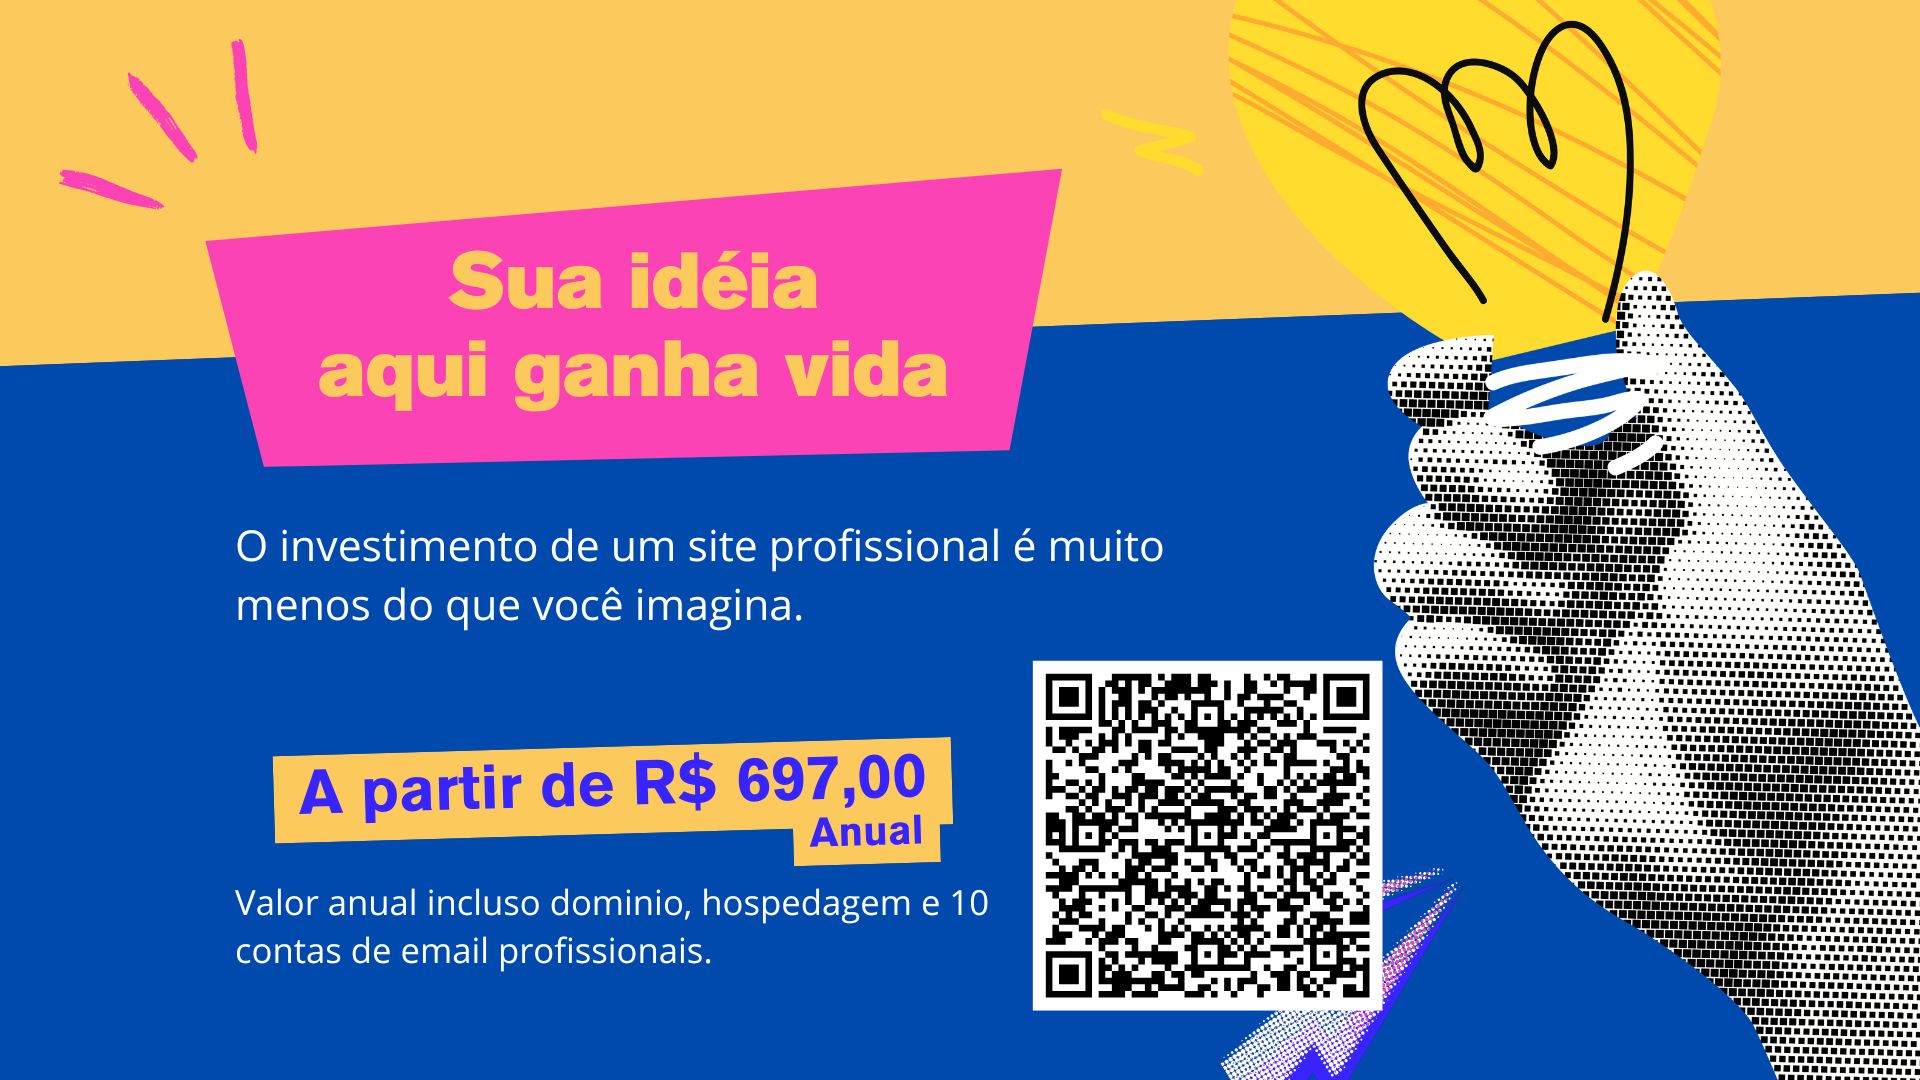 Sua idéia
aqui ganha vida
O investimento de um site profissional é muito
menos do que você imagina.
A partir de R$ 697,00
Anual
Valor anual incluso dominio, hospedagem e 10
contas de email profissionais.